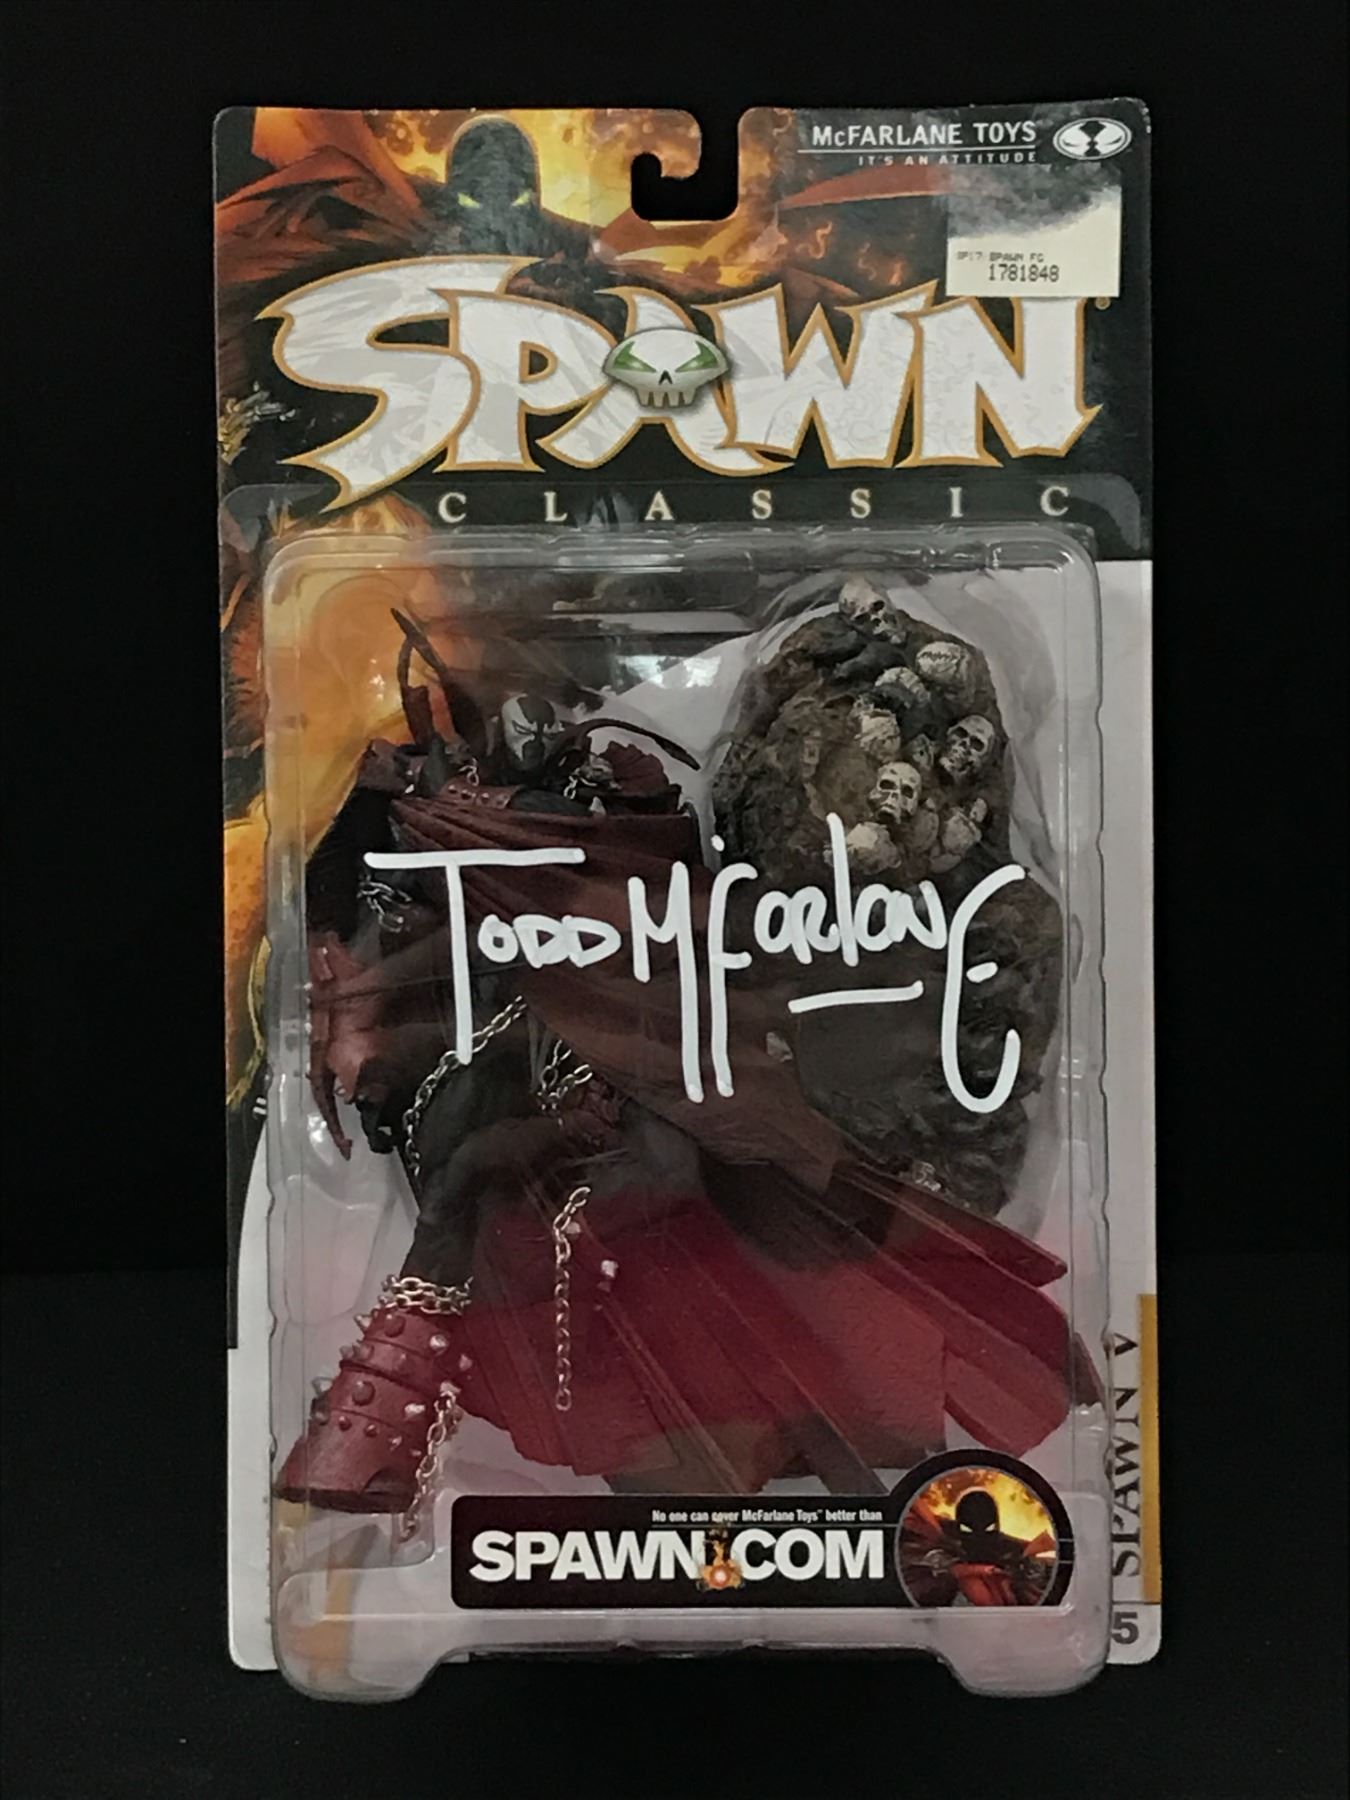 McFARLANE TOYS™
IT'S AN ATTITUDE
SP17 SPAWN FG
1781848
SPAWN®
CLASSIC
TODD McFARLANE
SPAWN V
5
No one can cover McFarlane Toys™ better than
SPAWN.COM